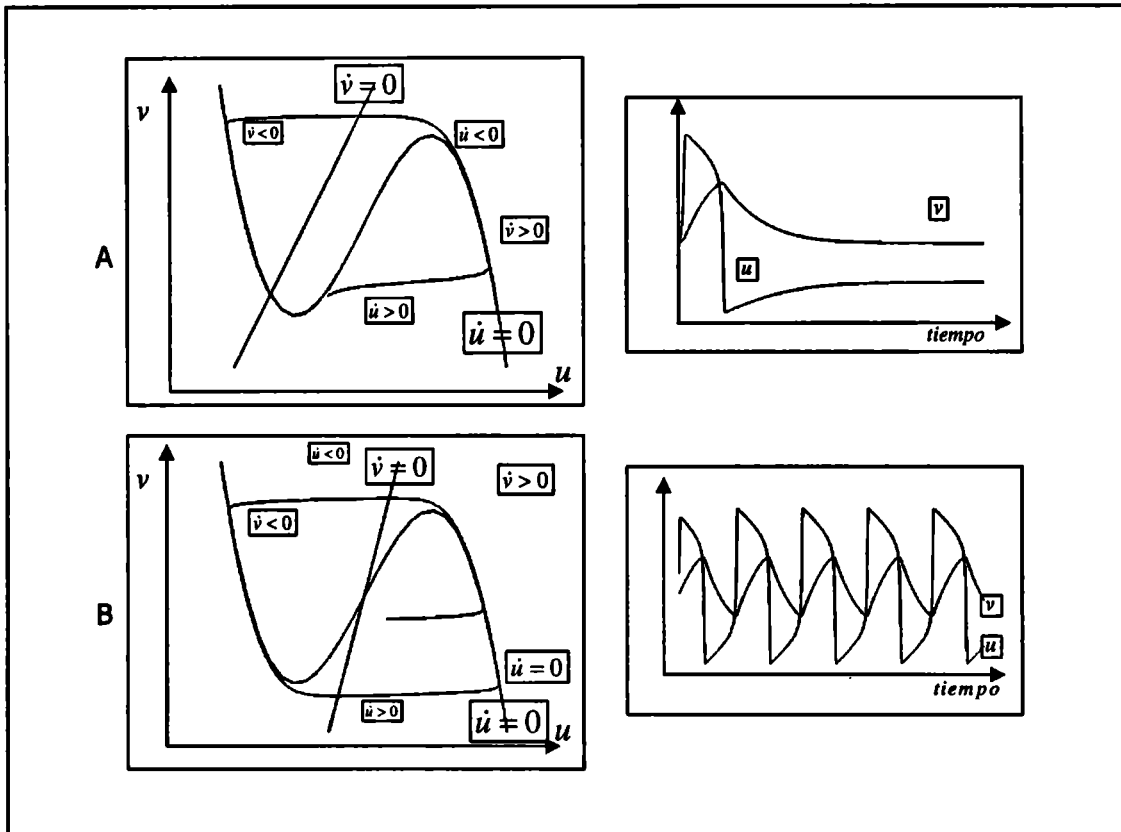 A
v
v̇ = 0
v̇ < 0
u̇ < 0
v̇ > 0
u̇ > 0
u̇ = 0
u
v
u
tiempo
B
v
u̇ < 0
v̇ = 0
v̇ > 0
v̇ < 0
u̇ = 0
u̇ > 0
u̇ = 0
u
v
u
tiempo